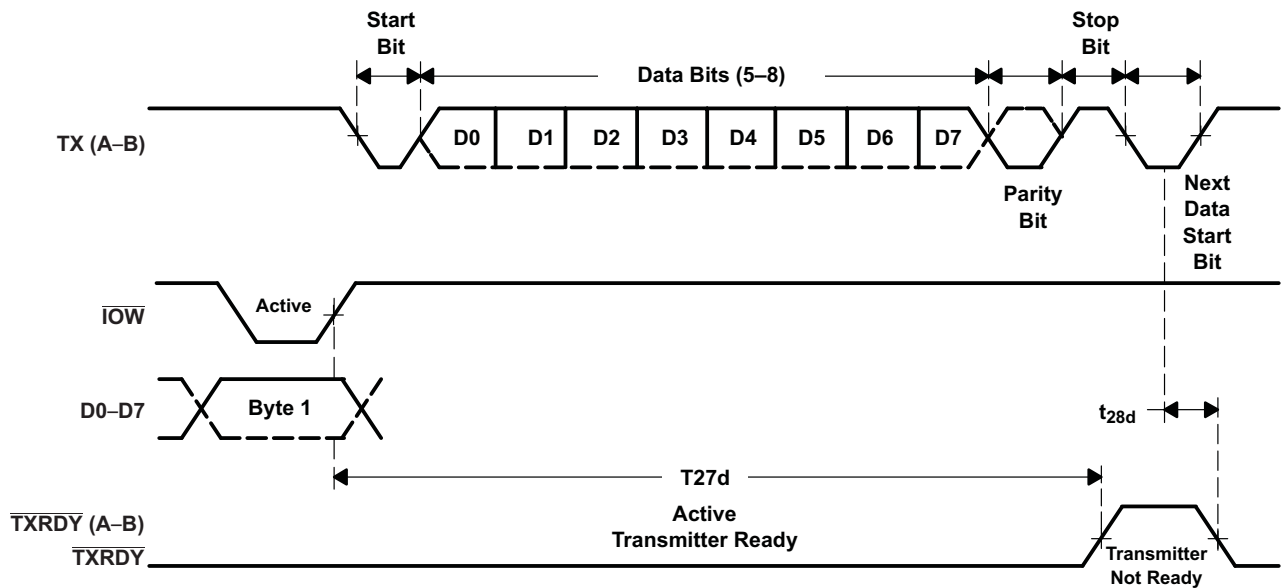 Start
Bit
Stop
Bit
Data Bits (5–8)
TX (A–B)
D0
D1
D2
D3
D4
D5
D6
D7
Parity
Bit
Next
Data
Start
Bit
IOW
Active
D0–D7
Byte 1
t28d
T27d
TXRDY (A–B)
TXRDY
Active
Transmitter Ready
Transmitter
Not Ready